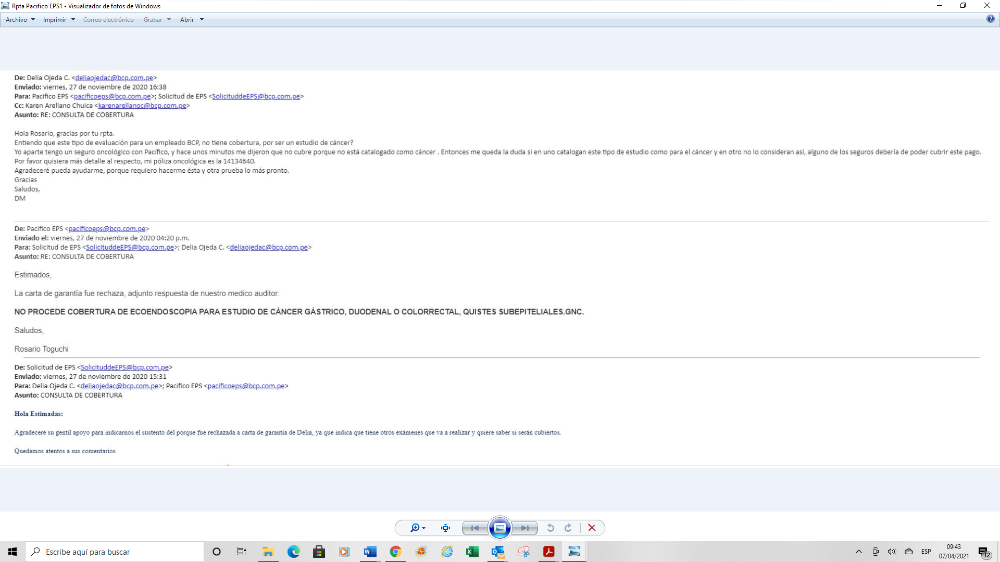 Rpta Pacifico EPS1 - Visualizador de fotos de Windows
Archivo Imprimir Correo electrónico Grabar Abrir
De: Delia Ojeda C. <deliaojedac@bcp.com.pe>
Enviado: viernes, 27 de noviembre de 2020 16:38
Para: Pacifico EPS <pacificoeps@bcp.com.pe>; Solicitud de EPS <SolicituddeEPS@bcp.com.pe>
Cc: Karen Arellano Chuica <karenarellanoc@bcp.com.pe>
Asunto: RE: CONSULTA DE COBERTURA
Hola Rosario, gracias por tu rpta.
Entiendo que este tipo de evaluación para un empleado BCP, no tiene cobertura, por ser un estudio de cáncer?
Yo aparte tengo un seguro oncológico con Pacífico, y hace unos minutos me dijeron que no cubre porque no está catalogado como cáncer . Entonces me queda la duda si en uno catalogan este tipo de estudio como para el cáncer y en otro no lo consideran así, alguno de los seguros debería de poder cubrir este pago.
Por favor quisiera más detalle al respecto, mi póliza oncológica es la 14134640.
Agradeceré pueda ayudarme, porque requiero hacerme ésta y otra prueba lo más pronto.
Gracias
Saludos,
DM
De: Pacifico EPS <pacificoeps@bcp.com.pe>
Enviado el: viernes, 27 de noviembre de 2020 04:20 p.m.
Para: Solicitud de EPS <SolicituddeEPS@bcp.com.pe>; Delia Ojeda C. <deliaojedac@bcp.com.pe>
Asunto: RE: CONSULTA DE COBERTURA
Estimados,
La carta de garantía fue rechaza, adjunto respuesta de nuestro medico auditor:
NO PROCEDE COBERTURA DE ECOENDOSCOPIA PARA ESTUDIO DE CÁNCER GÁSTRICO, DUODENAL O COLORRECTAL, QUISTES SUBEPITELIALES.GNC.
Saludos,
Rosario Toguchi
De: Solicitud de EPS <SolicituddeEPS@bcp.com.pe>
Enviado: viernes, 27 de noviembre de 2020 15:31
Para: Delia Ojeda C. <deliaojedac@bcp.com.pe>; Pacifico EPS <pacificoeps@bcp.com.pe>
Asunto: CONSULTA DE COBERTURA
Hola Estimadas:
Agradeceré su gentil apoyo para indicarnos el sustento del porque fue rechazada a carta de garantía de Delia, ya que indica que tiene otros exámenes que va a realizar y quiere saber si serán cubiertos.
Quedamos atentos a sus comentarios
Escribe aquí para buscar
ESP
09:43
07/04/2021
32